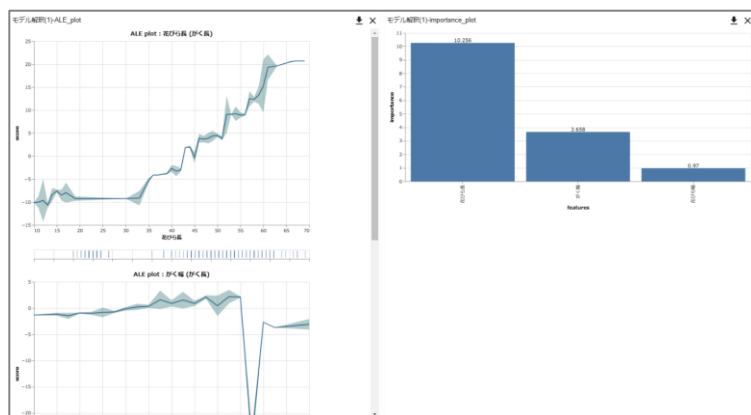 モデル解釈(1)-ALE_plot
ALE plot : 花びら長 (がく長)
25
20
15
10
5
0
−5
−10
−15
score
10 15 20 25 30 35 40 45 50 55 60 65 70
花びら長
ALE plot : がく幅 (がく長)
5
0
−5
−10
−15
−20
score
モデル解釈(1)-importance_plot
11
10
9
8
7
6
5
4
3
2
1
0
importance
10.256
3.658
0.97
花びら長
がく幅
花びら幅
features